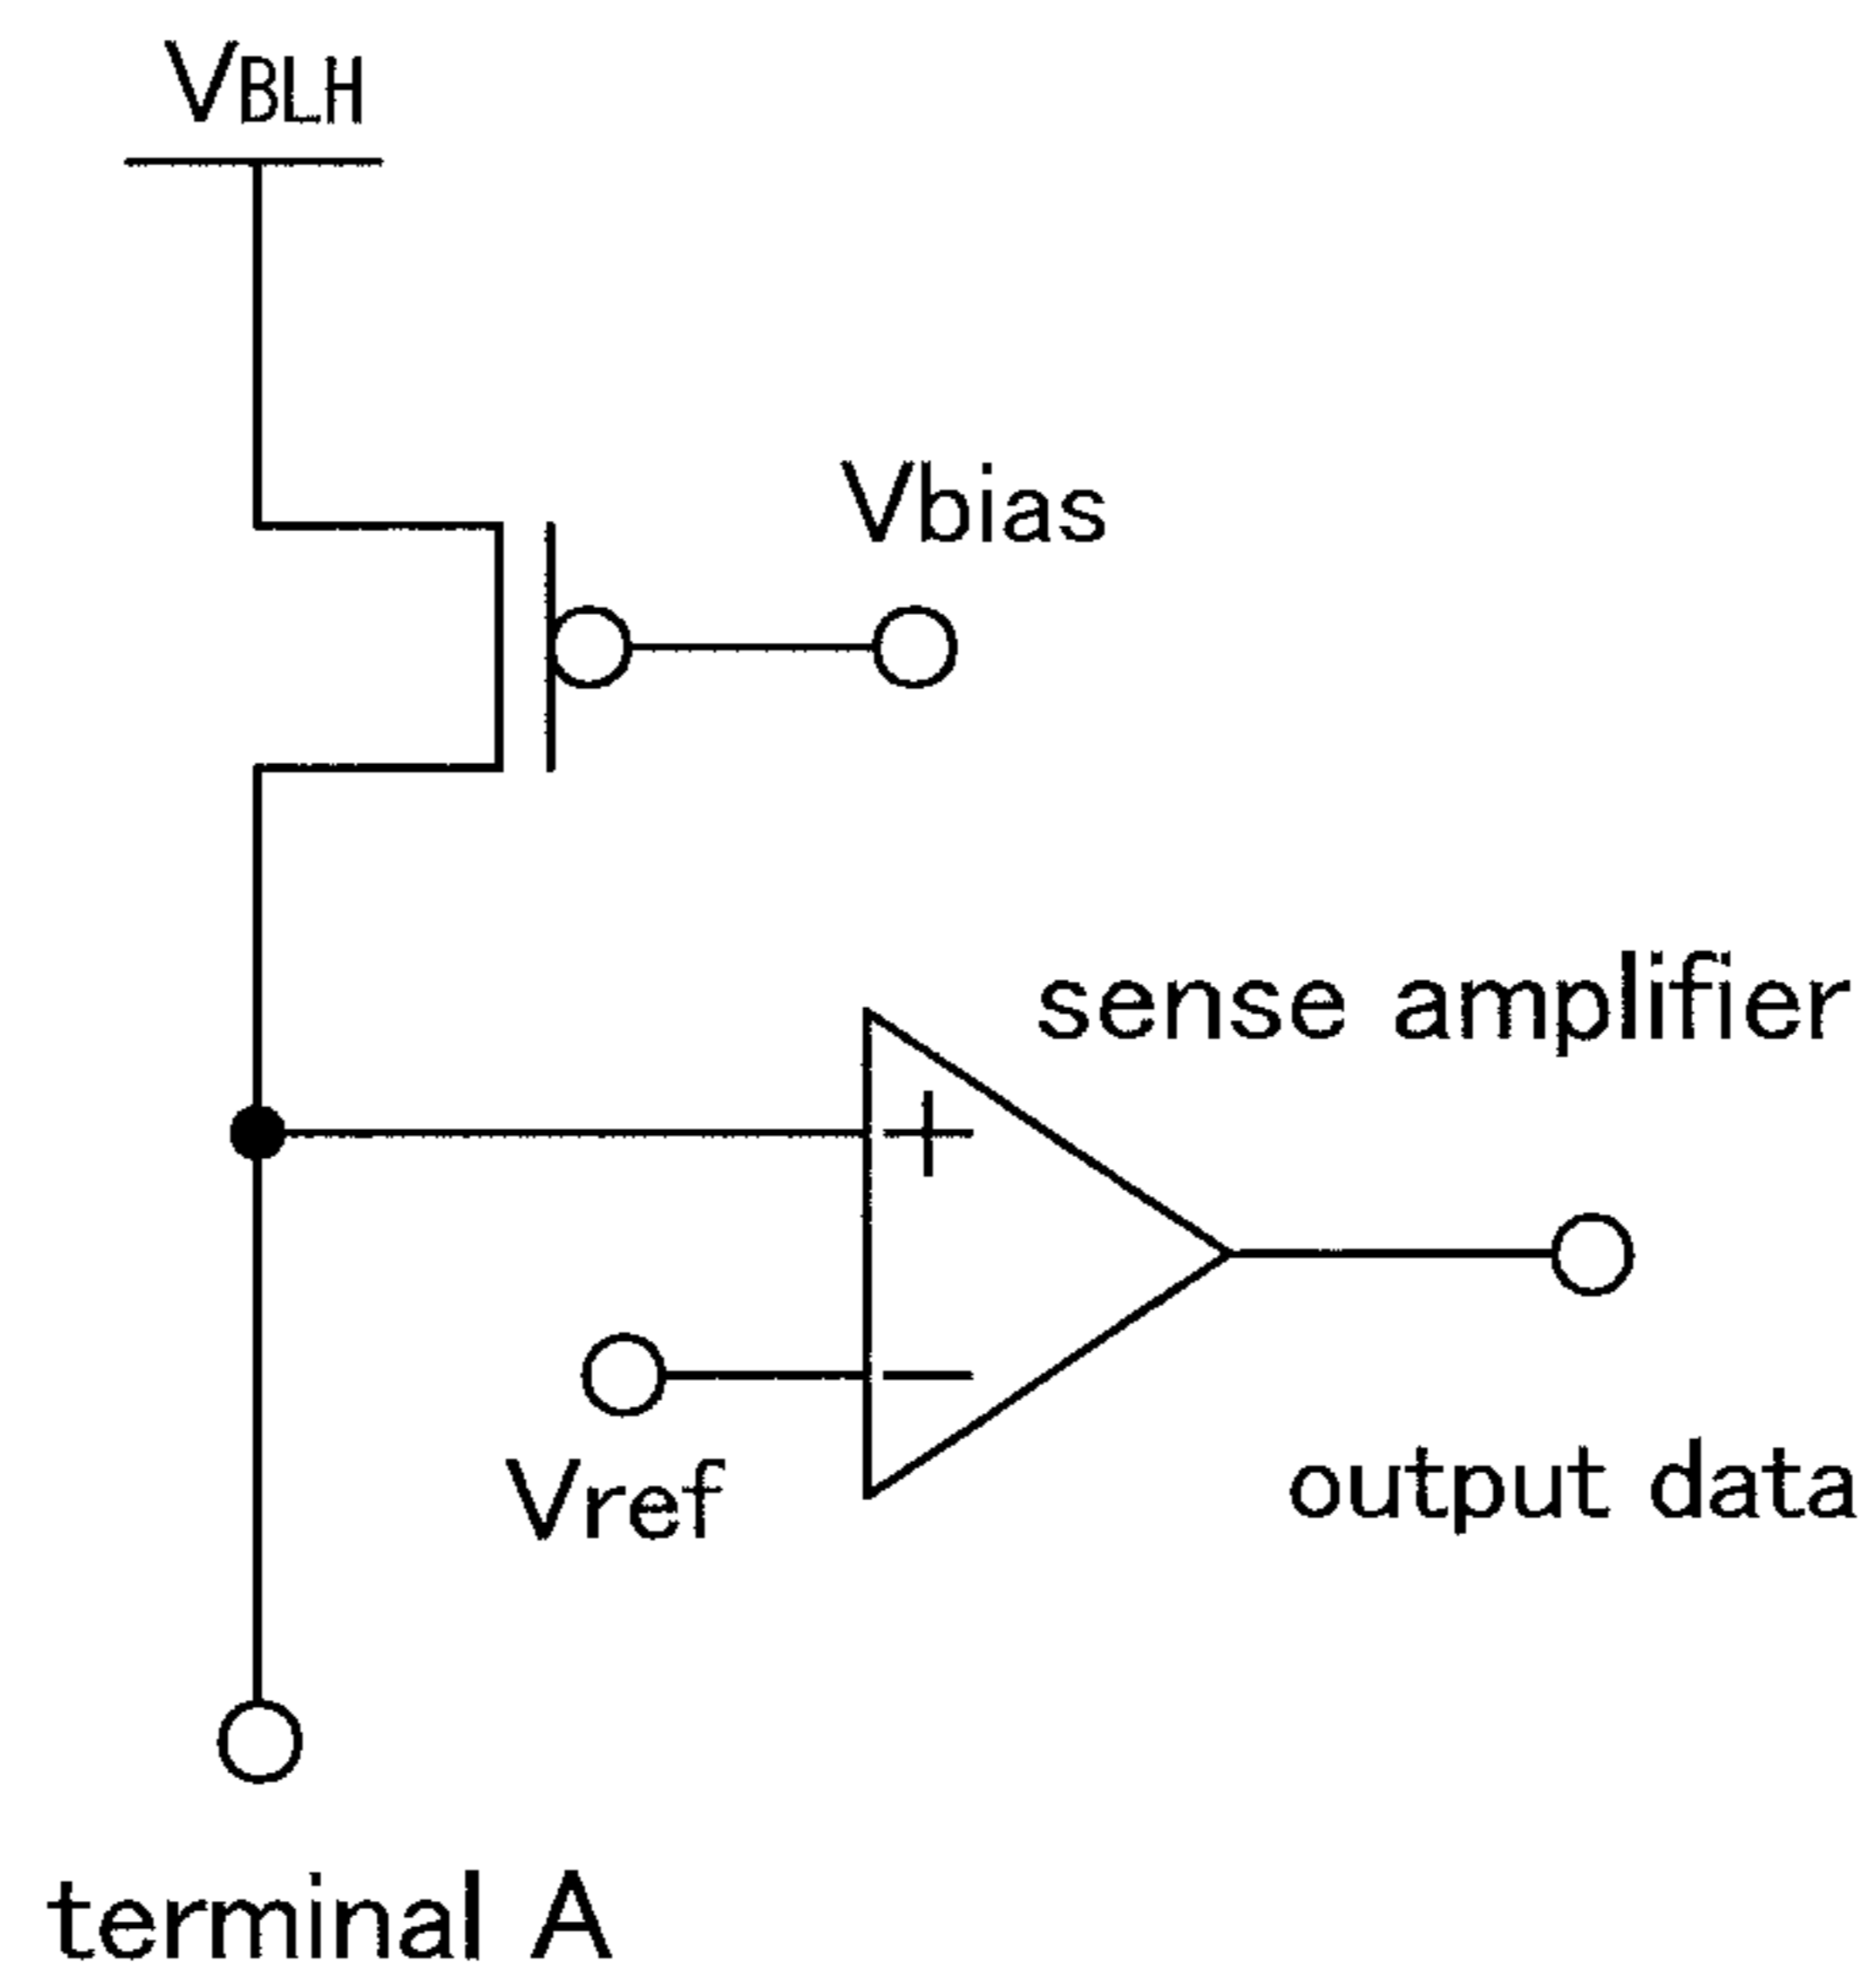 VBLH
Vbias
sense amplifier
+
−
Vref
output data
terminal A